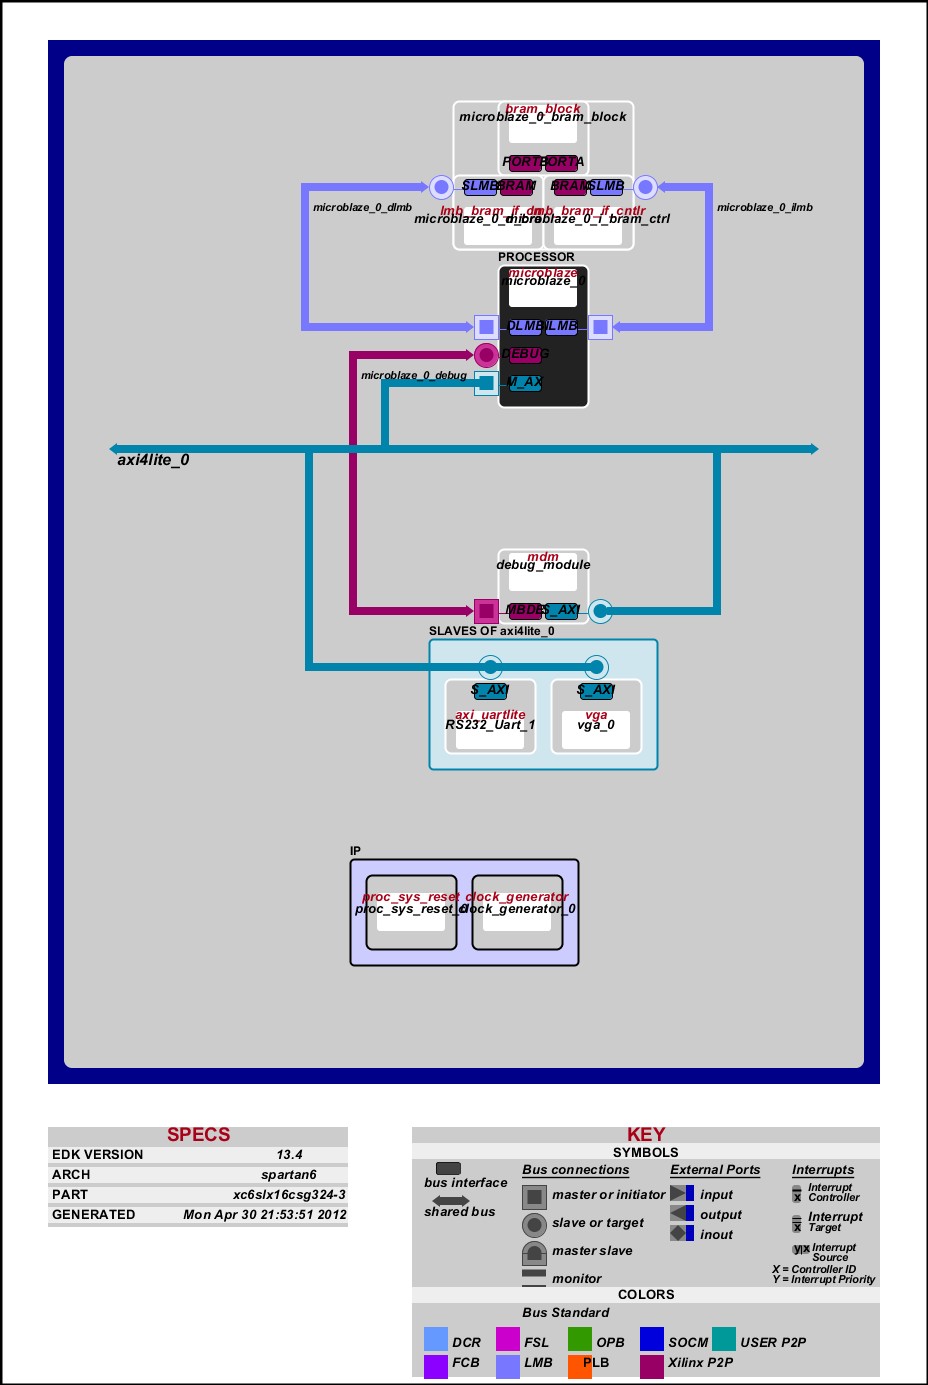 bram_block
microblaze_0_bram_block
PORTB PORTA
SLMB BRAM BRAM SLMB
microblaze_0_dlmb
microblaze_0_ilmb
lmb_bram_if_cntlr
microblaze_0_i_bram_ctrl
PROCESSOR
microblaze
microblaze_0
DLMB ILMB
DEBUG
microblaze_0_debug
M_AX
axi4lite_0
mdm
debug_module
S_AXI
SLAVES OF axi4lite_0
S_AXI S_AXI
axi_uartlite vga
RS232_Uart_1 vga_0
IP
proc_sys_reset clock_generator
proc_sys_reset_0 clock_generator_0
SPECS
EDK VERSION 13.4
ARCH spartan6
PART xc6slx16csg324-3
GENERATED Mon Apr 30 21:53:51 2012
KEY
SYMBOLS
bus interface
shared bus
Bus connections
master or initiator
slave or target
master slave
monitor
External Ports
input
output
inout
Interrupts
x Interrupt
Controller
x Interrupt
Target
y|x Interrupt
Source
X = Controller ID
Y = Interrupt Priority
COLORS
Bus Standard
DCR FSL OPB SOCM USER P2P
FCB LMB PLB Xilinx P2P